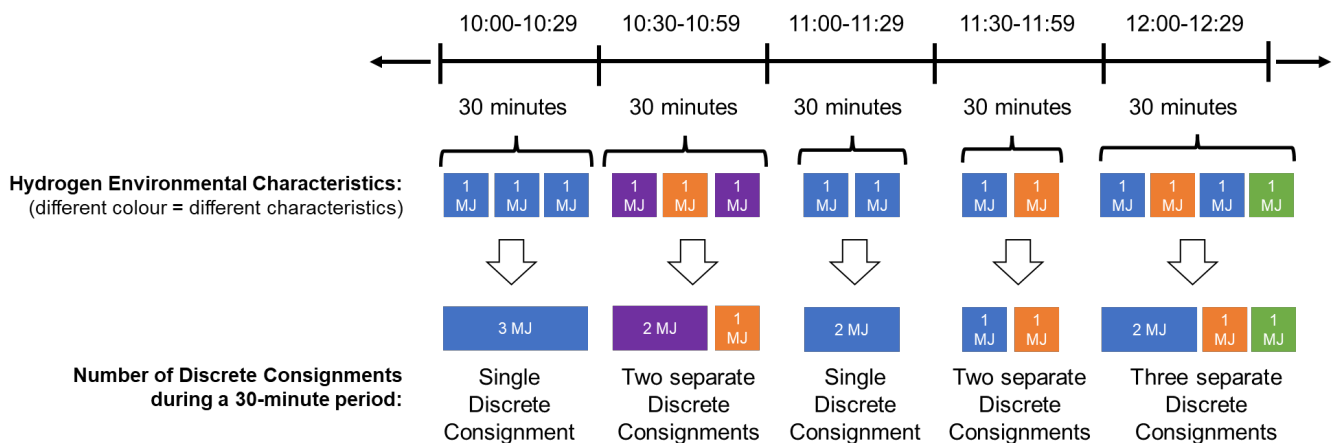 10:00-10:29 10:30-10:59 11:00-11:29 11:30-11:59 12:00-12:29
30 minutes 30 minutes 30 minutes 30 minutes 30 minutes
Hydrogen Environmental Characteristics:
(different colour = different characteristics)
1 1 1 1 1 1 1 1 1 1 1 1 1 1
MJ MJ MJ MJ MJ MJ MJ MJ MJ MJ MJ MJ MJ MJ
3 MJ 2 MJ 1 MJ 2 MJ 1 MJ 1 MJ 2 MJ 1 MJ 1 MJ
Number of Discrete Consignments
during a 30-minute period:
Single
Discrete
Consignment
Two separate
Discrete
Consignments
Single
Discrete
Consignment
Two separate
Discrete
Consignments
Three separate
Discrete
Consignments